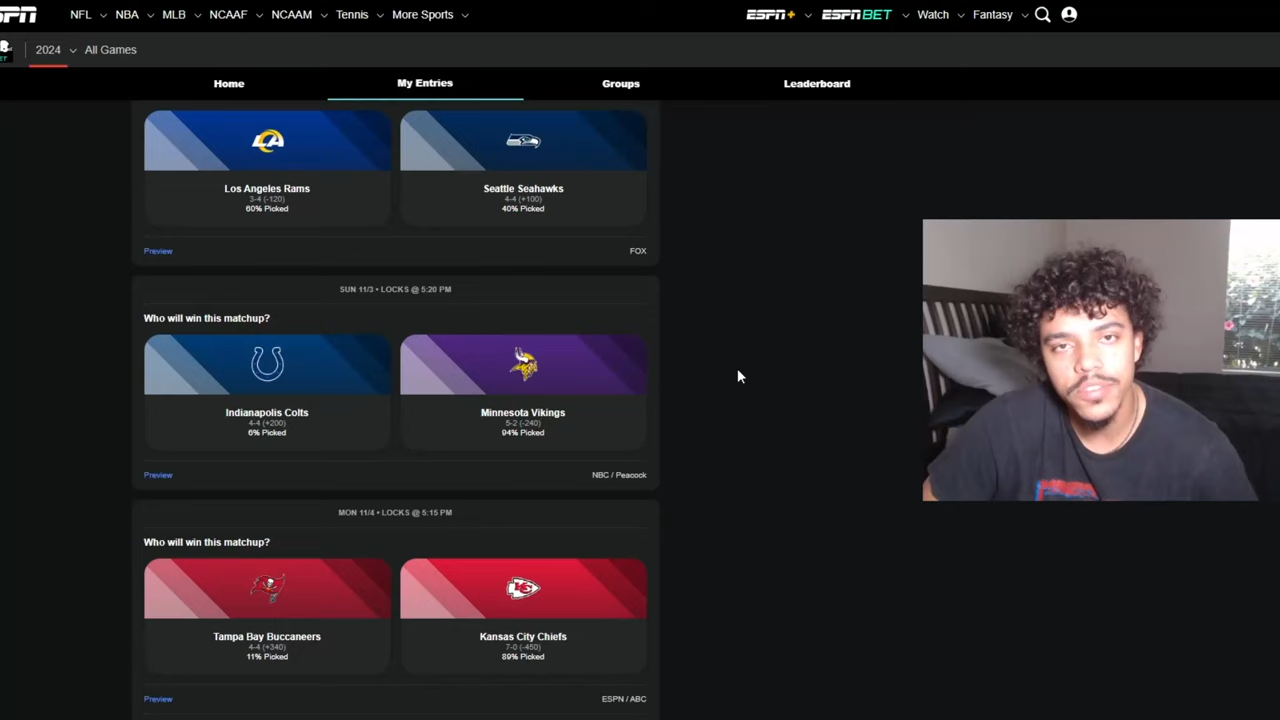 NFL NBA MLB NCAAF NCAAM Tennis More Sports ESPN+ ESPN BET Watch Fantasy
2024 All Games
Home My Entries Groups Leaderboard
LA
Los Angeles Rams Seattle Seahawks
3-4 (-120) 4-4 (+100)
60% Picked 40% Picked
Preview FOX
SUN 11/3 • LOCKS @ 5:20 PM
Who will win this matchup?
Indianapolis Colts Minnesota Vikings
4-4 (+200) 5-2 (-240)
6% Picked 94% Picked
Preview NBC / Peacock
MON 11/4 • LOCKS @ 5:15 PM
Who will win this matchup?
KC
Tampa Bay Buccaneers Kansas City Chiefs
4-4 (+340) 7-0 (-450)
11% Picked 89% Picked
Preview ESPN / ABC